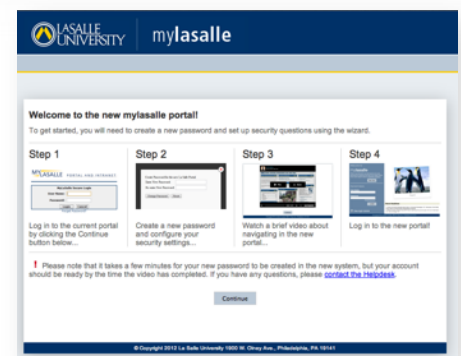 LASALLE
UNIVERSITY
mylasalle
Welcome to the new mylasalle portal!
To get started, you will need to create a new password and set up security questions using the wizard.
Step 1
Step 2
Step 3
Step 4
MYLASALLE PORTAL AND INTRANET
Log in to the current portal
by clicking the Continue
button below...
Create a new password
and configure your
security settings...
Watch a brief video about
navigating in the new
portal...
Log in to the new portal!
! Please note that it takes a few minutes for your new password to be created in the new system, but your account
should be ready by the time the video has completed. If you have any questions, please contact the Helpdesk.
Continue
© Copyright 2012 La Salle University 1900 W. Olney Ave., Philadelphia, PA 19141